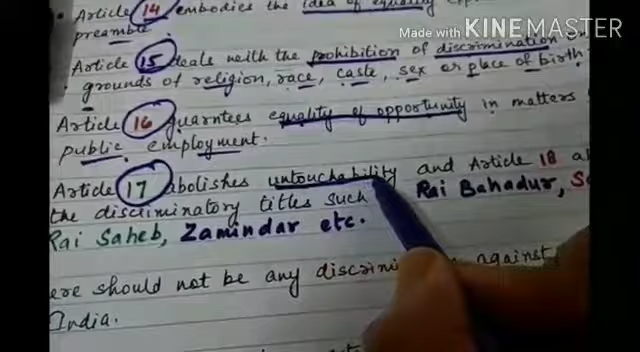 Made with KINEMASTER
Article 14 embodies the idea of equality
preamble.
Article 15 deals with the prohibition of discrimination
grounds of religion, race, caste, sex or place of birth.
Article 16 guarntees equality of opportunity in matters
public employment.
Article 17 abolishes untouchability and Article 18
the discriminatory titles such Rai Bahadur,
Rai Saheb, Zamindar etc.
should not be any against
India.